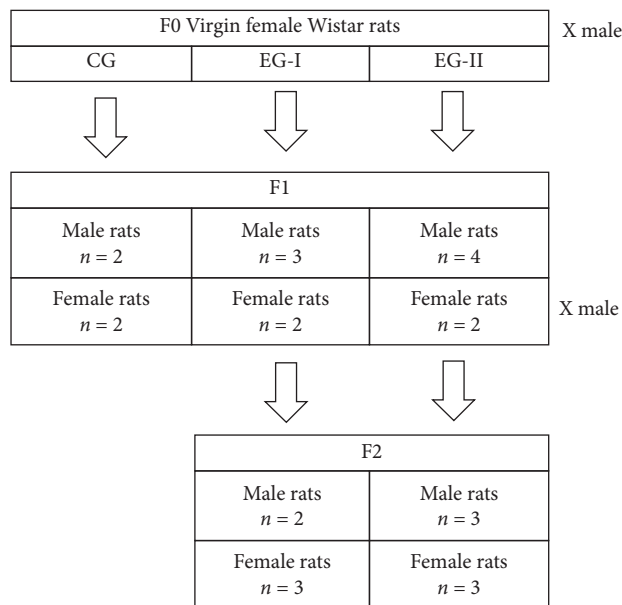 F0 Virgin female Wistar rats
X male
CG
EG-I
EG-II
F1
Male rats
n = 2
Male rats
n = 3
Male rats
n = 4
Female rats
n = 2
Female rats
n = 2
Female rats
n = 2
X male
F2
Male rats
n = 2
Male rats
n = 3
Female rats
n = 3
Female rats
n = 3